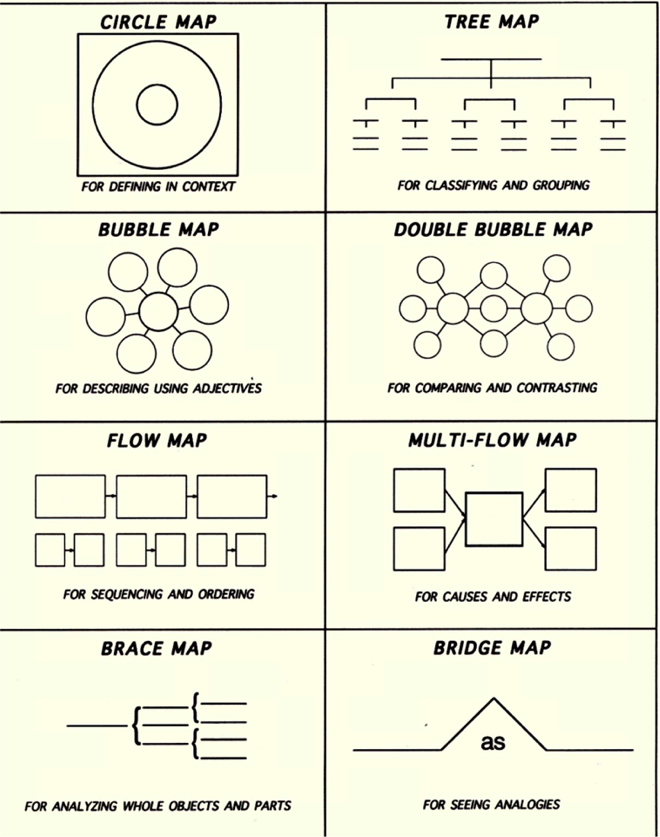 CIRCLE MAP
FOR DEFINING IN CONTEXT
TREE MAP
FOR CLASSIFYING AND GROUPING
BUBBLE MAP
FOR DESCRIBING USING ADJECTIVES
DOUBLE BUBBLE MAP
FOR COMPARING AND CONTRASTING
FLOW MAP
FOR SEQUENCING AND ORDERING
MULTI-FLOW MAP
FOR CAUSES AND EFFECTS
BRACE MAP
FOR ANALYZING WHOLE OBJECTS AND PARTS
BRIDGE MAP
as
FOR SEEING ANALOGIES